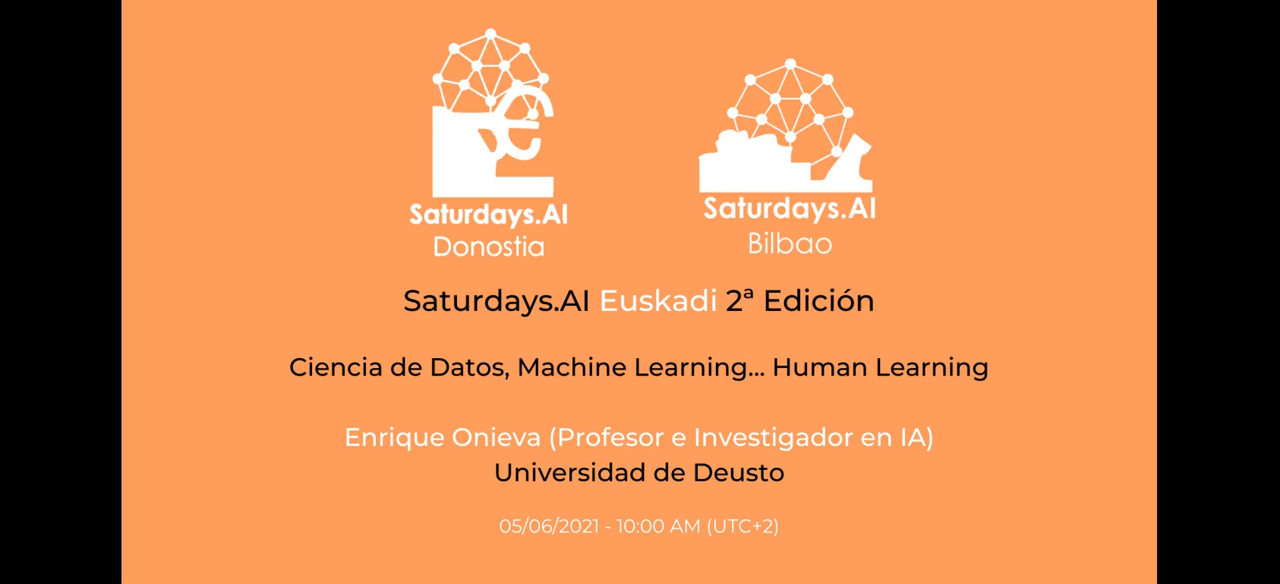 Saturdays.AI
Donostia
Saturdays.AI
Bilbao
Saturdays.AI Euskadi 2ª Edición
Ciencia de Datos, Machine Learning... Human Learning
Enrique Onieva (Profesor e Investigador en IA)
Universidad de Deusto
05/06/2021 - 10:00 AM (UTC+2)